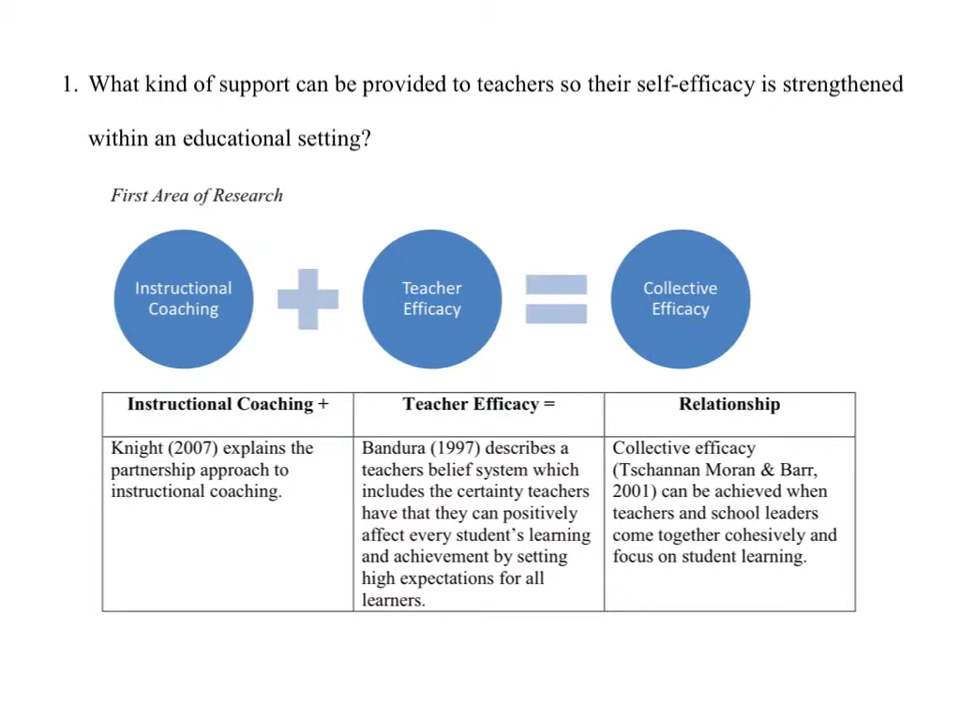 1. What kind of support can be provided to teachers so their self-efficacy is strengthened
within an educational setting?
First Area of Research
Instructional
Coaching
Teacher
Efficacy
Collective
Efficacy
Instructional Coaching +
Teacher Efficacy =
Relationship
Knight (2007) explains the
partnership approach to
instructional coaching.
Bandura (1997) describes a
teachers belief system which
includes the certainty teachers
have that they can positively
affect every student’s learning
and achievement by setting
high expectations for all
learners.
Collective efficacy
(Tschannan Moran & Barr,
2001) can be achieved when
teachers and school leaders
come together cohesively and
focus on student learning.